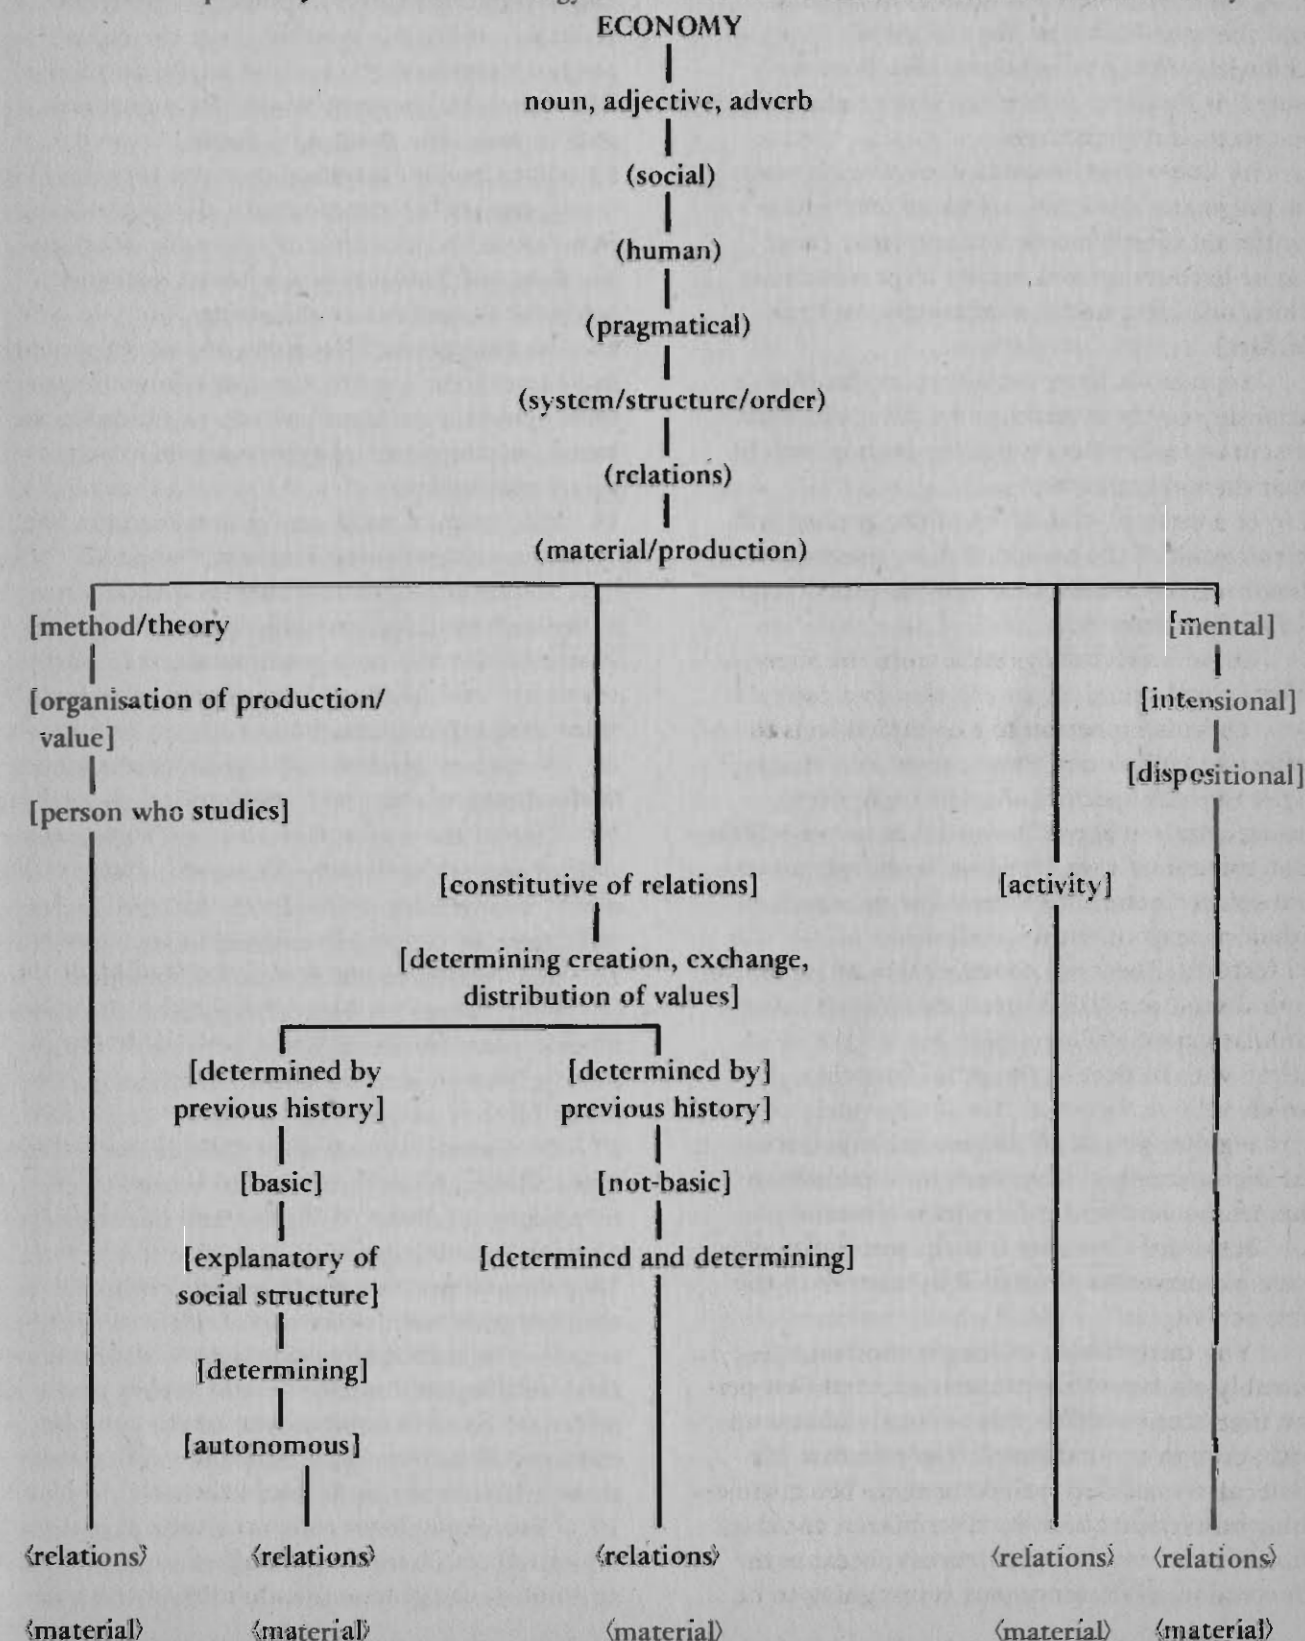 ECONOMY
noun, adjective, adverb
(social)
(human)
(pragmatical)
(system/structure/order)
(relations)
(material/production)
[method/theory
[mental]
[organisation of production/
value]
[intensional]
[dispositional]
[person who studies]
[constitutive of relations]
[activity]
[determining creation, exchange,
distribution of values]
[determined by
previous history]
[determined by]
previous history]
[basic]
[not-basic]
[explanatory of
social structure]
[determined and determining]
[determining]
[autonomous]
⟨relations⟩ ⟨relations⟩ ⟨relations⟩ ⟨relations⟩ ⟨relations⟩
⟨material⟩ ⟨material⟩ ⟨material⟩ ⟨material⟩ ⟨material⟩